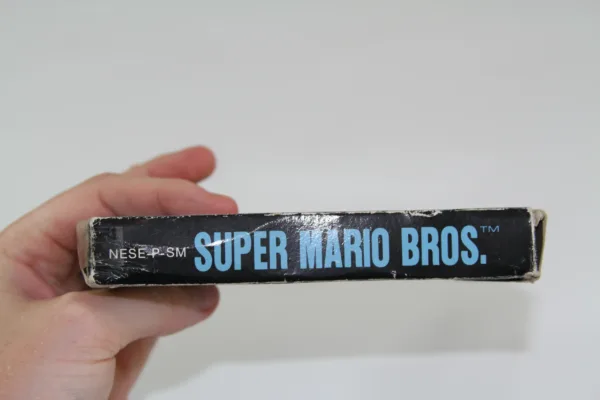 NESE-P-SM SUPER MARIO BROS.™